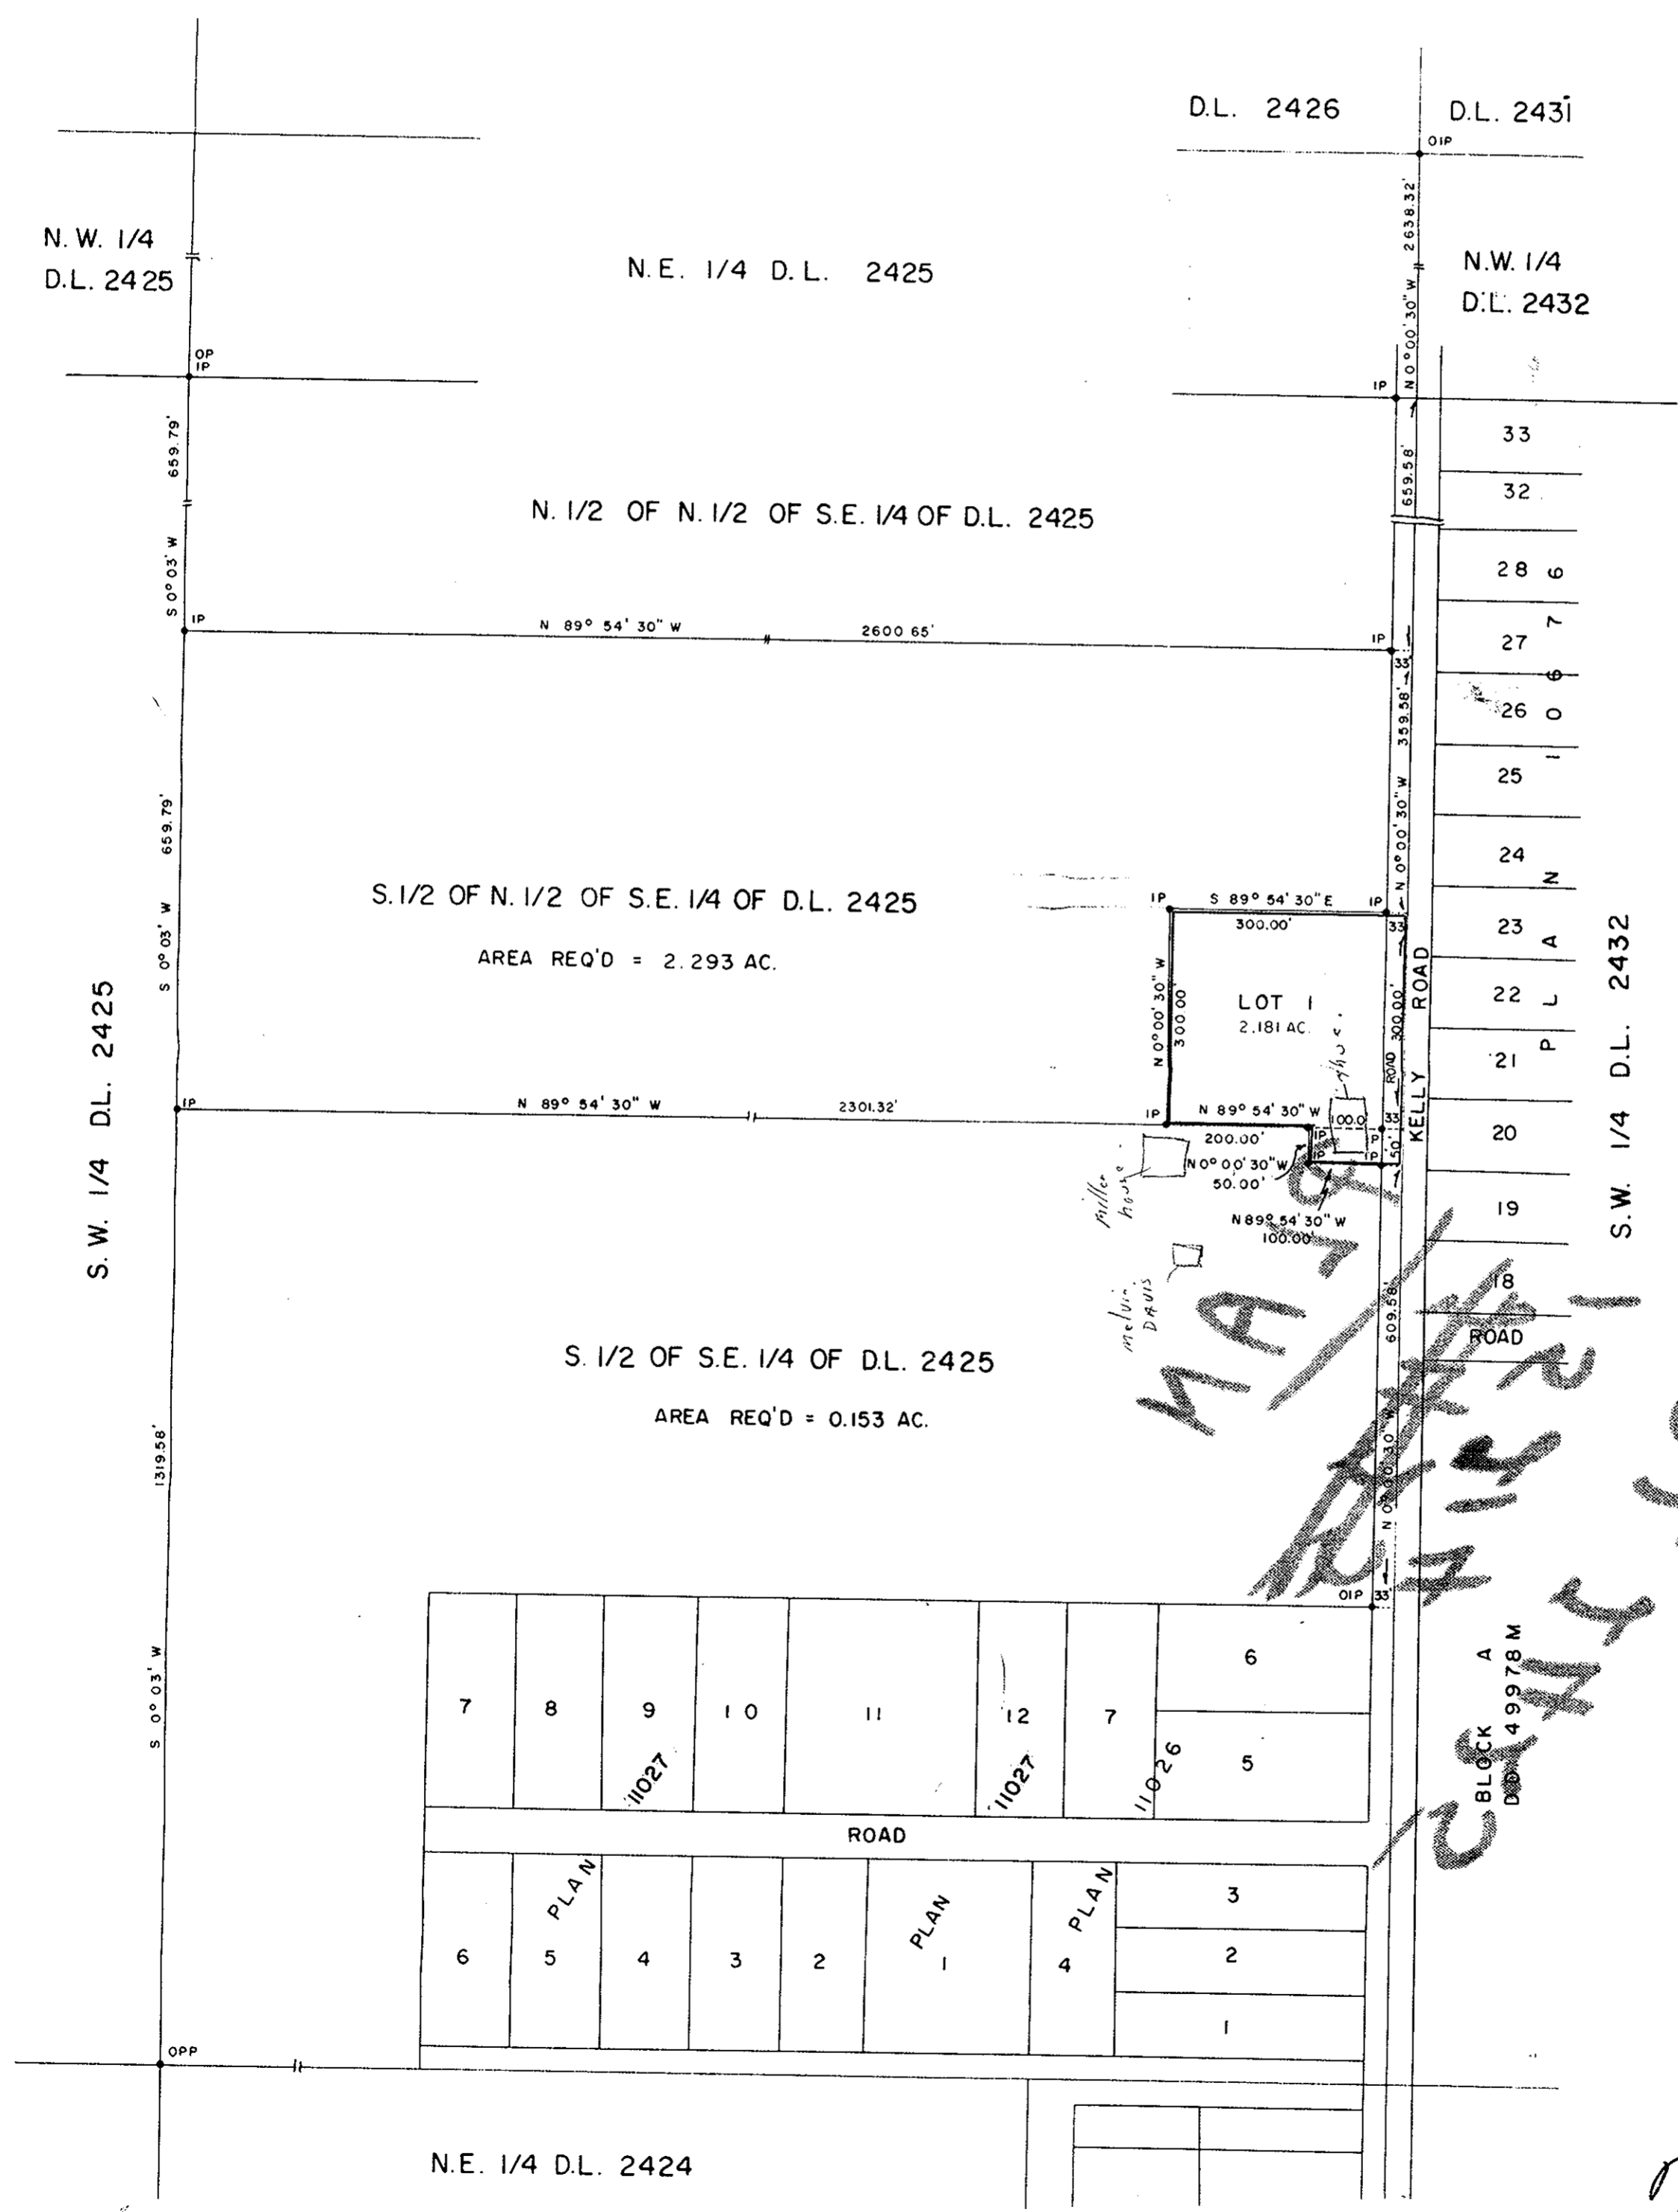 D.L. 2426
D.L. 2431
OIP
2638.32'
N.W. 1/4
D.L. 2425
N.E. 1/4 D.L. 2425
N.W. 1/4
D.L. 2432
N 0° 00' 30" W
OP
IP
IP
659.79'
659.58'
33
32
N. 1/2 OF N. 1/2 OF S.E. 1/4 OF D.L. 2425
S 0° 03' W
28
IP
N 89° 54' 30" W
2600 65'
IP
33'
27
359.58'
26
PLAN 10676
25
N 0° 00' 30" W
659.79'
24
S. 1/2 OF N. 1/2 OF S.E. 1/4 OF D.L. 2425
IP
S 89° 54' 30" E
IP
300.00'
33'
23
AREA REQ'D = 2.293 AC.
S 0° 03' W
N 0° 00' 30" W
300.00'
LOT 1
2.181 AC.
ROAD 300.00'
KELLY ROAD
22
S.W. 1/4 D.L. 2425
S.W. 1/4 D.L. 2432
21
IP
N 89° 54' 30" W
2301.32'
IP
N 89° 54' 30" W
100.0
33'
20
200.00'
IP
P
50'
N 0° 00' 30" W
50.00'
IP
IP
Miller
house
N 89° 54' 30" W
100.00'
19
Melvin
DAVIS
18
609.58'
ROAD
S. 1/2 OF S.E. 1/4 OF D.L. 2425
AREA REQ'D = 0.153 AC.
1319.58'
N 0° 00' 30" W
OIP
33'
S 0° 03' W
6
7
8
9
10
11
12
7
5
11027
11027
11026
BLOCK A
DD 49978M
ROAD
PLAN
PLAN
PLAN
3
6
5
4
3
2
1
4
2
1
OPP
N.E. 1/4 D.L. 2424